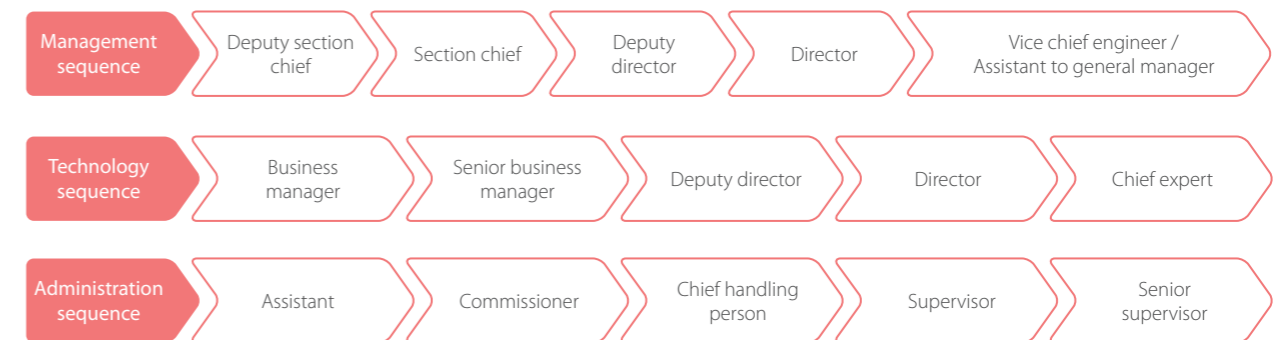 Management
sequence
Deputy section
chief
Section chief
Deputy
director
Director
Vice chief engineer /
Assistant to general manager
Technology
sequence
Business
manager
Senior business
manager
Deputy director
Director
Chief expert
Administration
sequence
Assistant
Commissioner
Chief handling
person
Supervisor
Senior
supervisor